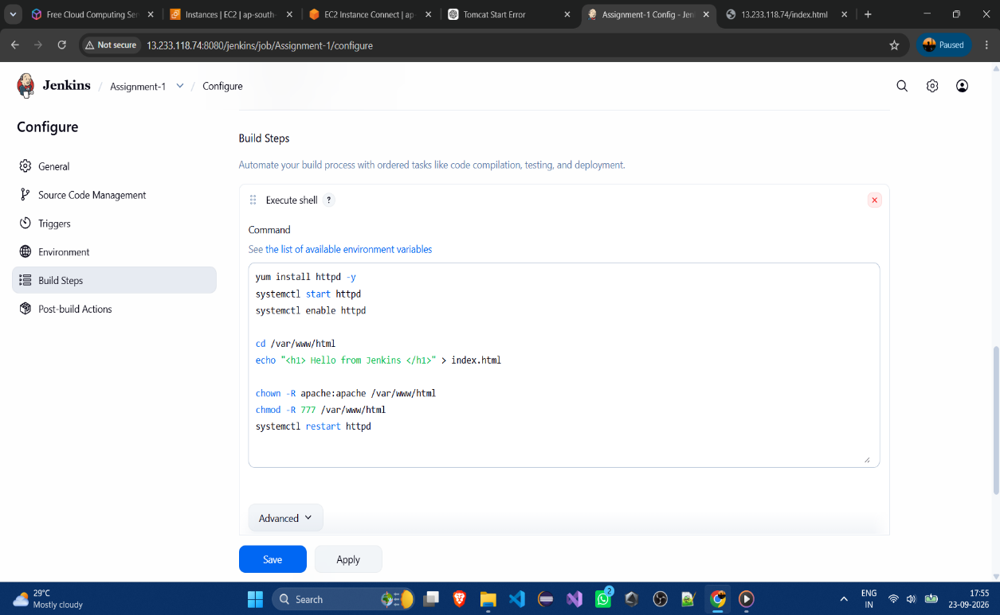 Free Cloud Computing Ser
Instances | EC2 | ap-south-
EC2 Instance Connect | ap-
Tomcat Start Error
Assignment-1 Config - Jen
13.233.118.74/index.html
Not secure
13.233.118.74:8080/jenkins/job/Assignment-1/configure
Paused
Jenkins / Assignment-1 / Configure
Configure
General
Source Code Management
Triggers
Environment
Build Steps
Post-build Actions
Build Steps
Automate your build process with ordered tasks like code compilation, testing, and deployment.
Execute shell ?
Command
See the list of available environment variables
yum install httpd -y
systemctl start httpd
systemctl enable httpd
cd /var/www/html
echo "<h1> Hello from Jenkins </h1>" > index.html
chown -R apache:apache /var/www/html
chmod -R 777 /var/www/html
systemctl restart httpd
Advanced
Save
Apply
29°C
Mostly cloudy
Search
2
ENG
IN
17:55
23-09-2026